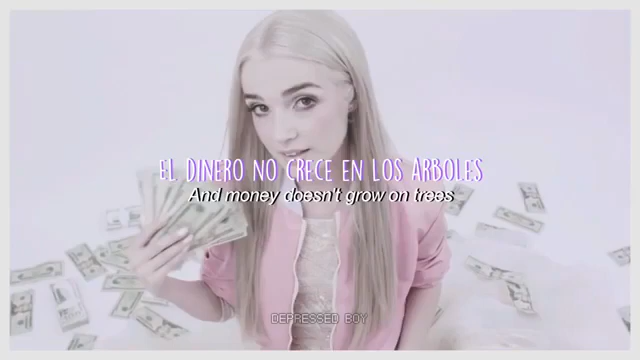 EL DINERO NO CRECE EN LOS ARBOLES
And money doesn't grow on trees
DEPRESSED BOY